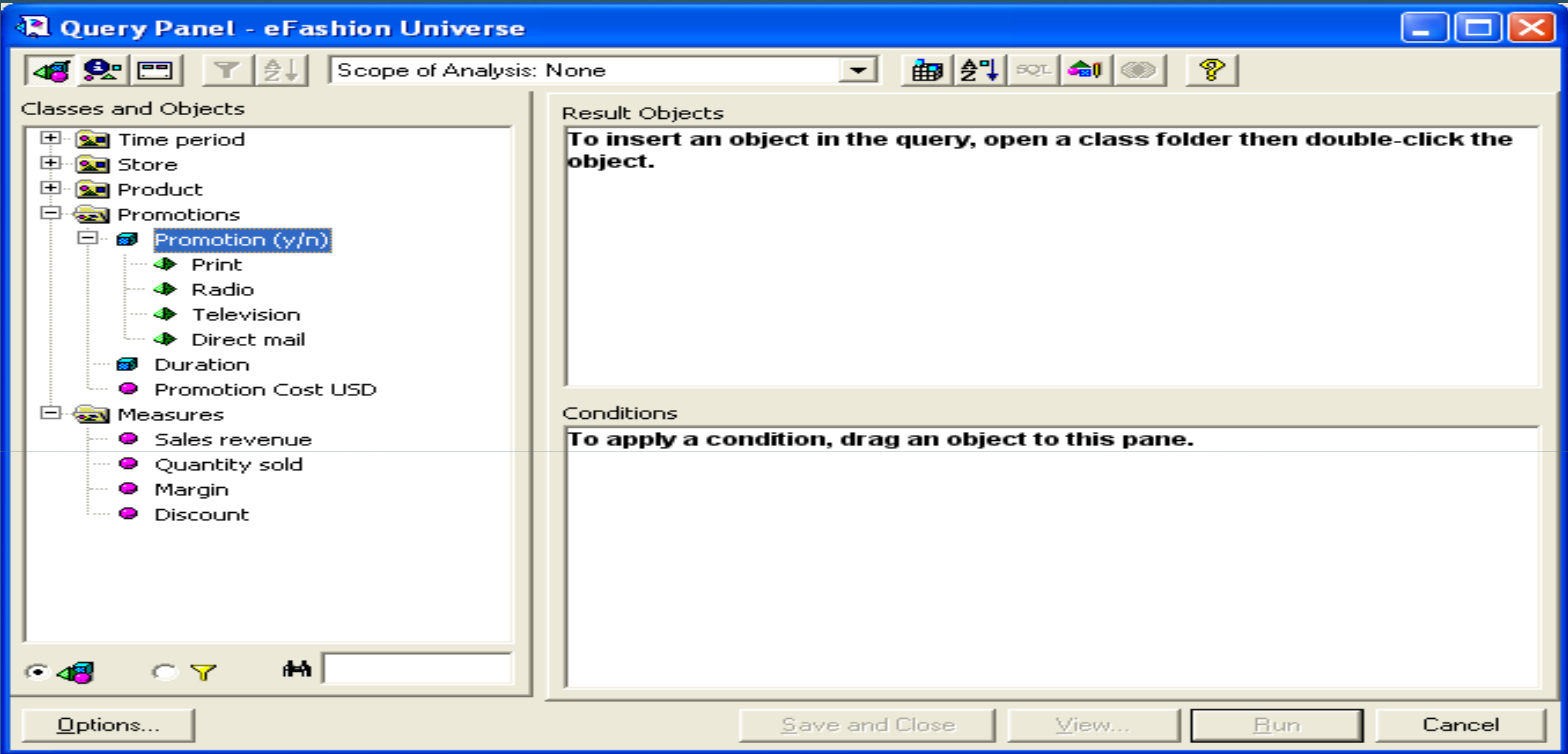 Query Panel - eFashion Universe
Scope of Analysis: None
SQL
Classes and Objects
Time period
Store
Product
Promotions
Promotion (y/n)
Print
Radio
Television
Direct mail
Duration
Promotion Cost USD
Measures
Sales revenue
Quantity sold
Margin
Discount
Result Objects
To insert an object in the query, open a class folder then double-click the
object.
Conditions
To apply a condition, drag an object to this pane.
Options...
Save and Close
View...
Run
Cancel